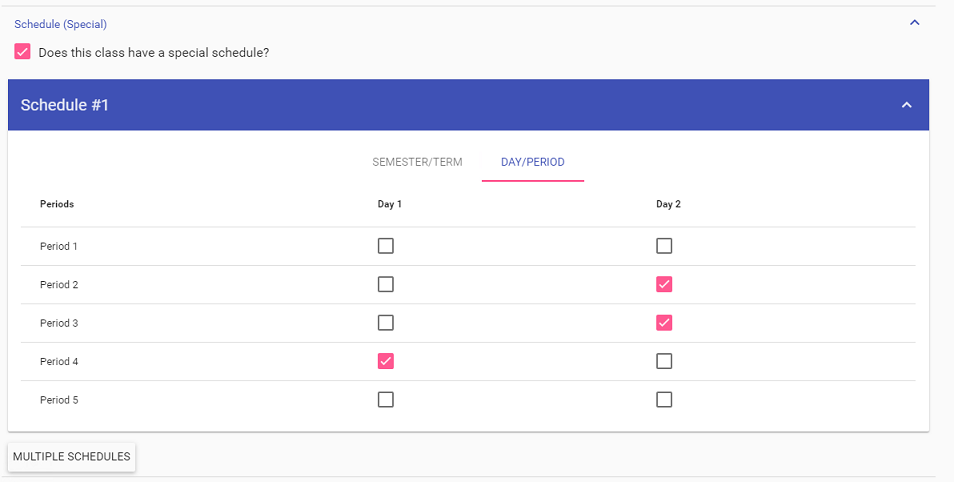 Schedule (Special)
Does this class have a special schedule?
Schedule #1
SEMESTER/TERM DAY/PERIOD
Periods Day 1 Day 2
Period 1
Period 2
Period 3
Period 4
Period 5
MULTIPLE SCHEDULES